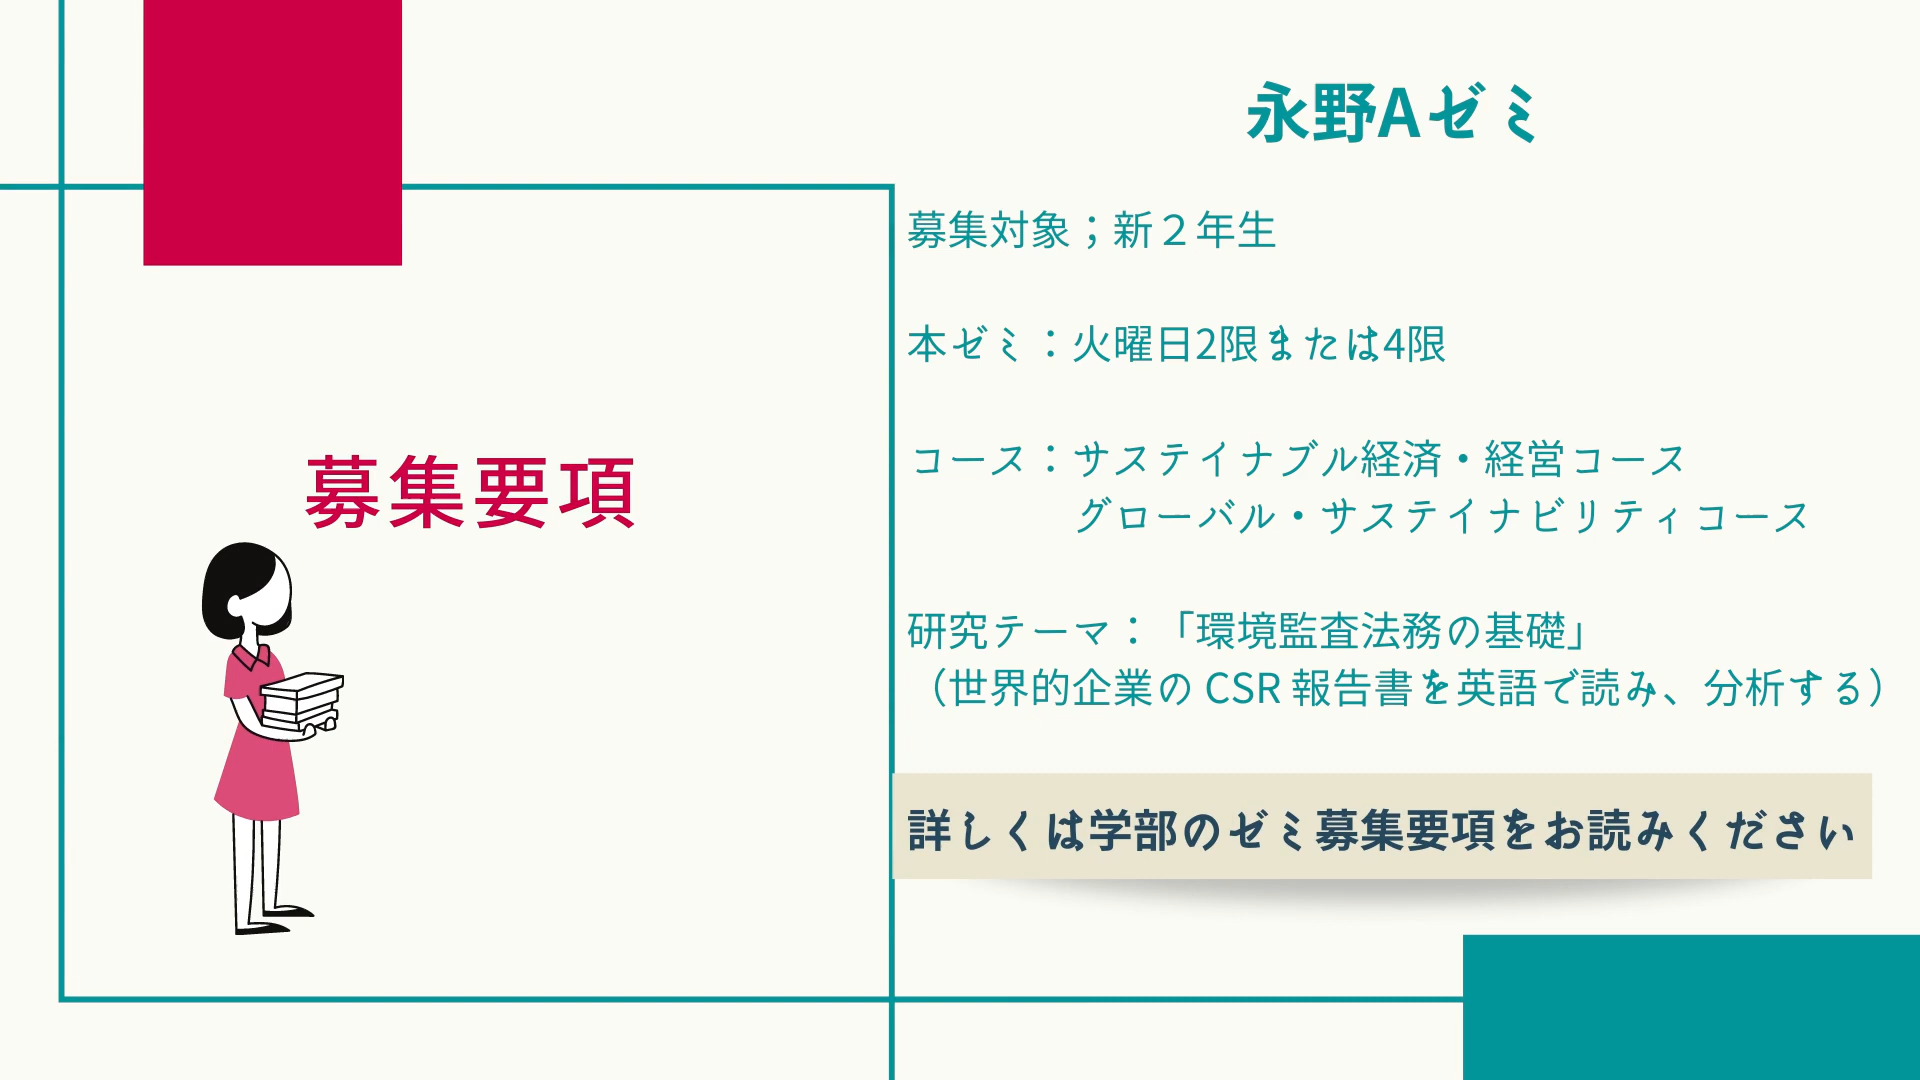 永野Aゼミ
募集要項
募集対象；新２年生
本ゼミ：火曜日2限または4限
コース：サステイナブル経済・経営コース
グローバル・サステイナビリティコース
研究テーマ：「環境監査法務の基礎」
（世界的企業の CSR 報告書を英語で読み、分析する）
詳しくは学部のゼミ募集要項をお読みください